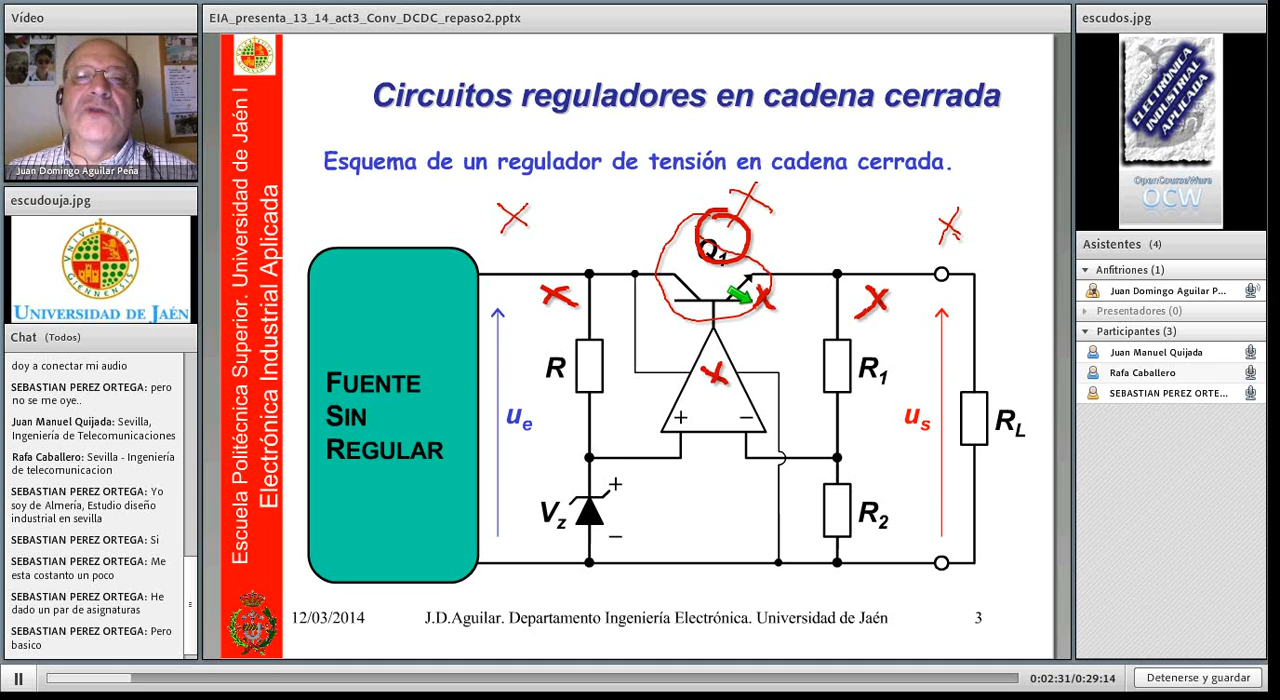 Vídeo
Juan Domingo Aguilar Peña
escudouja.jpg
UNIVERSITAS
GIENNENSIS
UNIVERSIDAD DE JAÉN
Chat (Todos)
doy a conectar mi audio
SEBASTIAN PEREZ ORTEGA: pero
no se me oye..
Juan Manuel Quijada: Sevilla,
Ingeniería de Telecomunicaciones
Rafa Caballero: Sevilla - Ingeniería
de telecomunicacion
SEBASTIAN PEREZ ORTEGA: Yo
soy de Almería, Estudio diseño
industrial en sevilla
SEBASTIAN PEREZ ORTEGA: Si
SEBASTIAN PEREZ ORTEGA: Me
esta costanto un poco
SEBASTIAN PEREZ ORTEGA: He
dado un par de asignaturas
SEBASTIAN PEREZ ORTEGA: Pero
basico
EIA_presenta_13_14_act3_Conv_DCDC_repaso2.pptx
Escuela Politécnica Superior. Universidad de Jaén I
Electrónica Industrial Aplicada
Circuitos reguladores en cadena cerrada
Esquema de un regulador de tensión en cadena cerrada.
Q1
FUENTE
SIN
REGULAR
ue
R
Vz
+
−
+ −
R1
R2
us
RL
12/03/2014 J.D.Aguilar. Departamento Ingeniería Electrónica. Universidad de Jaén 3
escudos.jpg
ELECTRÓNICA
INDUSTRIAL
APLICADA
OpenCourseWare
OCW
Asistentes (4)
Anfitriones (1)
Juan Domingo Aguilar P...
Presentadores (0)
Participantes (3)
Juan Manuel Quijada
Rafa Caballero
SEBASTIAN PEREZ ORTE...
0:02:31/0:29:14
Detenerse y guardar